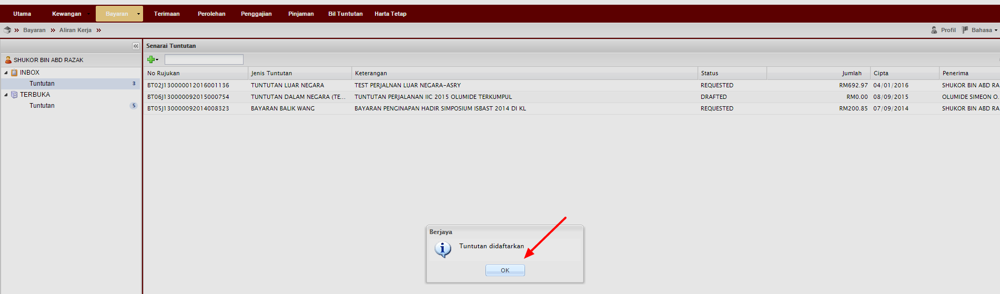 Utama Kewangan Bayaran Terimaan Perolehan Penggajian Pinjaman Bil Tuntutan Harta Tetap
Bayaran Aliran Kerja Profil Bahasa
Senarai Tuntutan
SHUKOR BIN ABD RAZAK
INBOX
Tuntutan 3
TERBUKA
Tuntutan 5
No Rujukan Jenis Tuntutan Keterangan Status Jumlah Cipta Penerima
BT02J130000012016001136 TUNTUTAN LUAR NEGARA TEST PERJALNAN LUAR NEGARA-ASRY REQUESTED RM692.97 04/01/2016 SHUKOR BIN ABD RA
BT06J130000092015000754 TUNTUTAN DALAM NEGARA (TE... TUNTUTAN PERJALANAN IIC 2015 OLUMIDE TERKUMPUL DRAFTED RM0.00 08/09/2015 OLUMIDE SIMEON O.
BT05J130000092014008323 BAYARAN BALIK WANG BAYARAN PENGINAPAN HADIR SIMPOSIUM ISBAST 2014 DI KL REQUESTED RM200.85 07/09/2014 SHUKOR BIN ABD RA
Berjaya
Tuntutan didaftarkan
OK